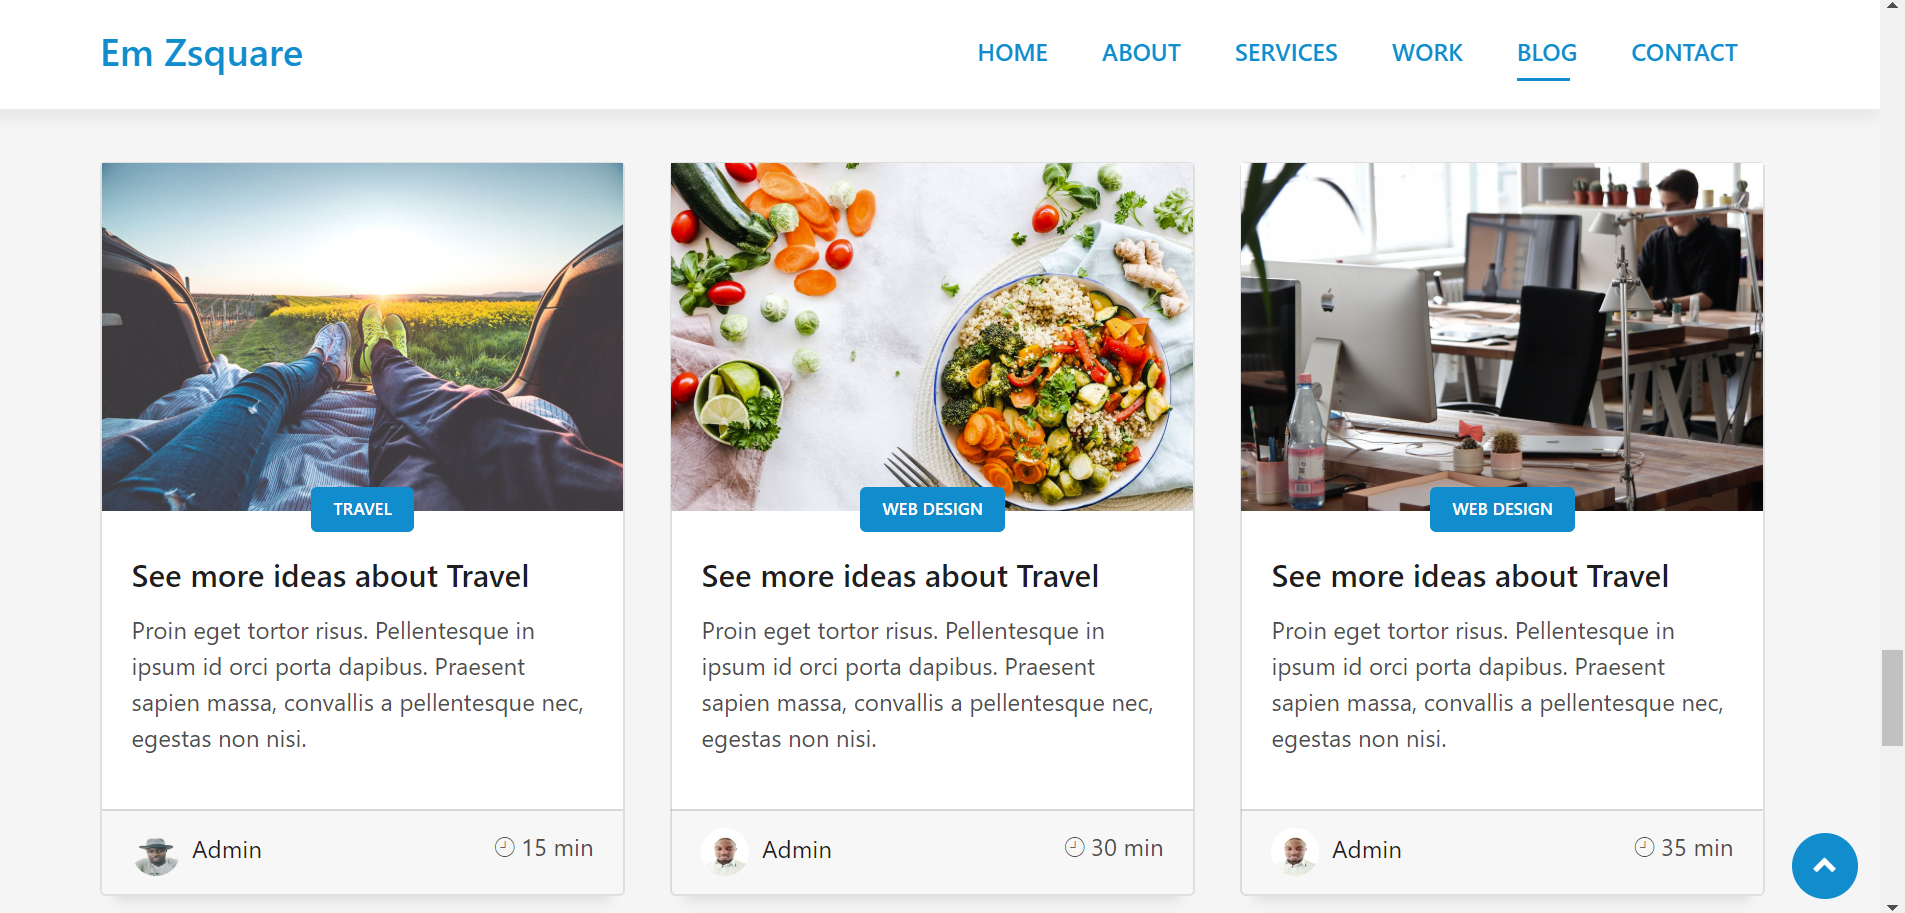 Em Zsquare
HOME ABOUT SERVICES WORK BLOG CONTACT
TRAVEL
See more ideas about Travel
Proin eget tortor risus. Pellentesque in
ipsum id orci porta dapibus. Praesent
sapien massa, convallis a pellentesque nec,
egestas non nisi.
Admin 15 min
WEB DESIGN
See more ideas about Travel
Proin eget tortor risus. Pellentesque in
ipsum id orci porta dapibus. Praesent
sapien massa, convallis a pellentesque nec,
egestas non nisi.
Admin 30 min
WEB DESIGN
See more ideas about Travel
Proin eget tortor risus. Pellentesque in
ipsum id orci porta dapibus. Praesent
sapien massa, convallis a pellentesque nec,
egestas non nisi.
Admin 35 min